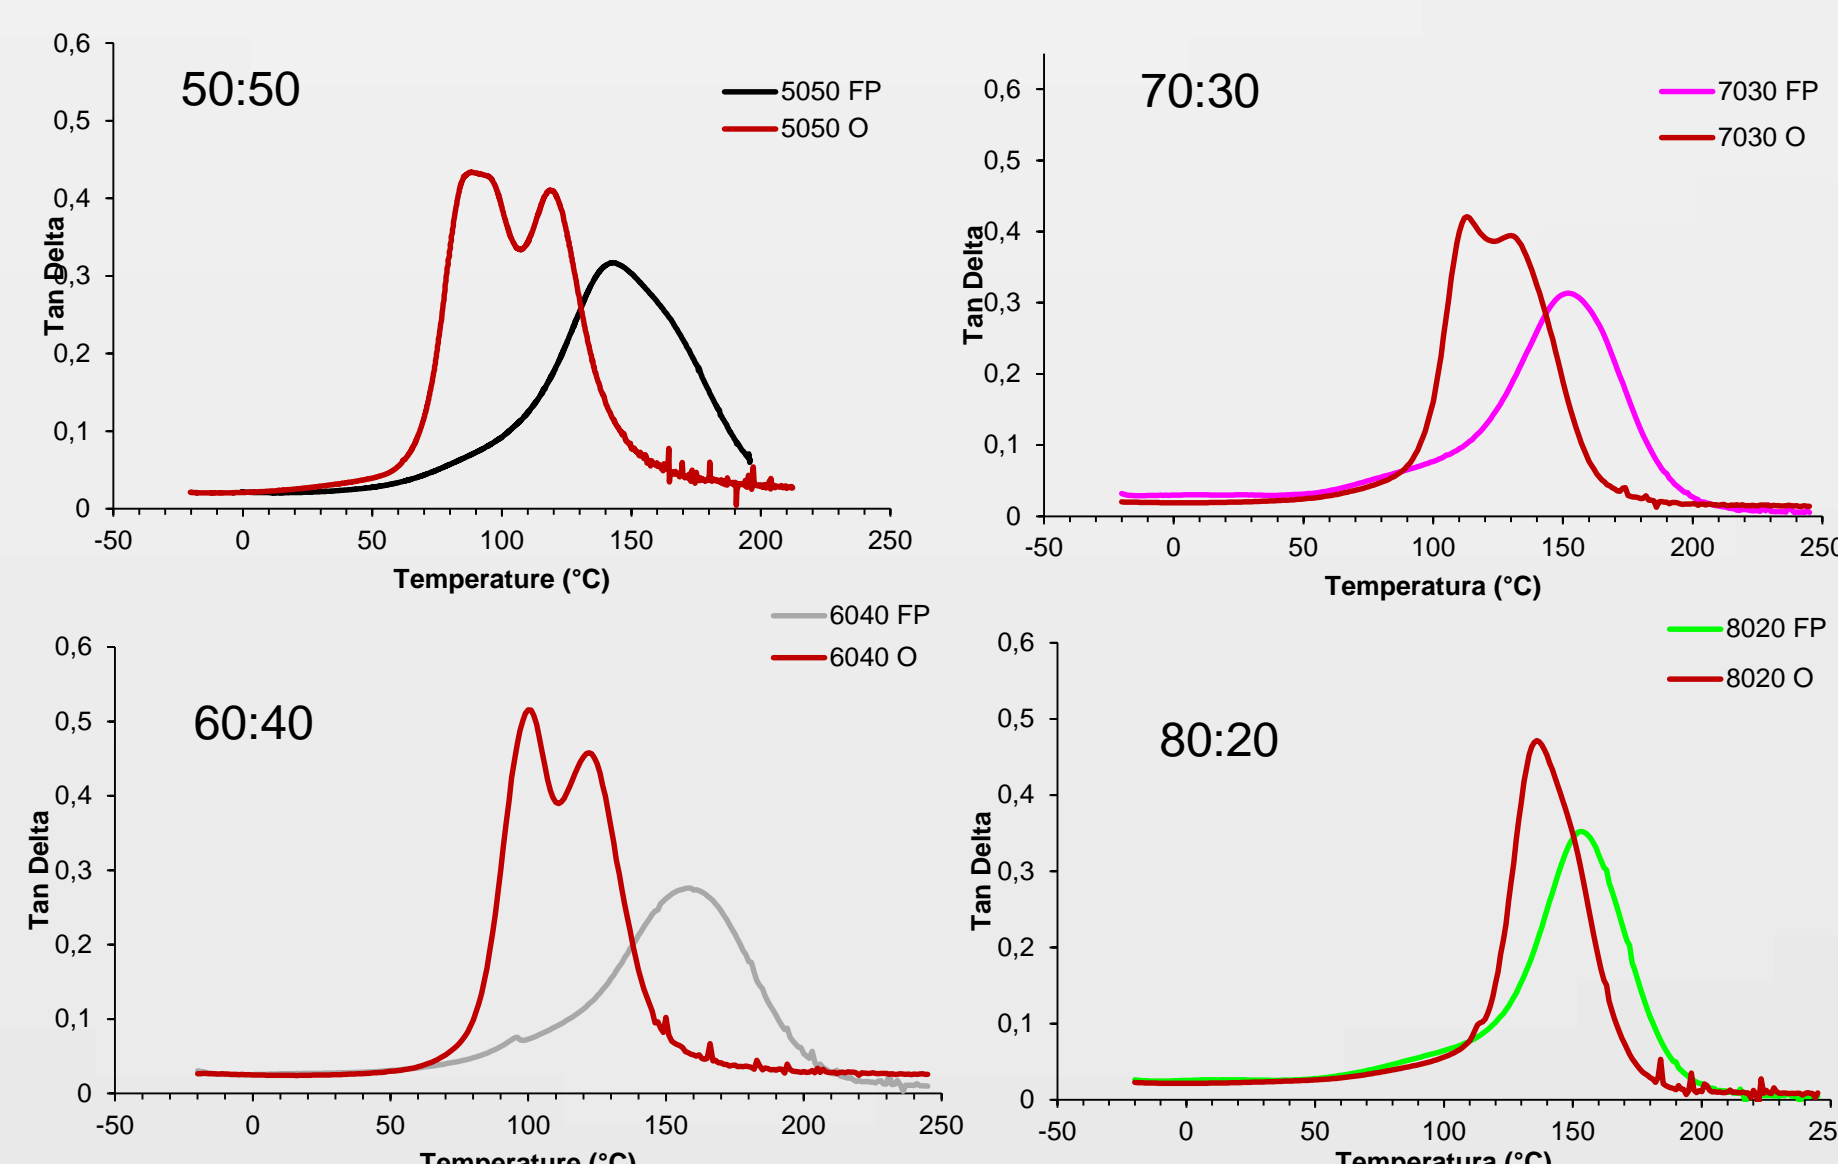 0,6
50:50
5050 FP
5050 O
0,5
0,4
0,3
0,2
0,1
0
Tan Delta
-50 0 50 100 150 200 250
Temperature (°C)
70:30
7030 FP
7030 O
0,6
0,5
0,4
0,3
0,2
0,1
0
Tan Delta
-50 0 50 100 150 200 250
Temperatura (°C)
6040 FP
6040 O
0,6
60:40
0,5
0,4
0,3
0,2
0,1
0
Tan Delta
-50 0 50 100 150 200 250
Temperature (°C)
8020 FP
8020 O
0,6
80:20
0,5
0,4
0,3
0,2
0,1
0
Tan Delta
-50 0 50 100 150 200 25
Temperatura (°C)